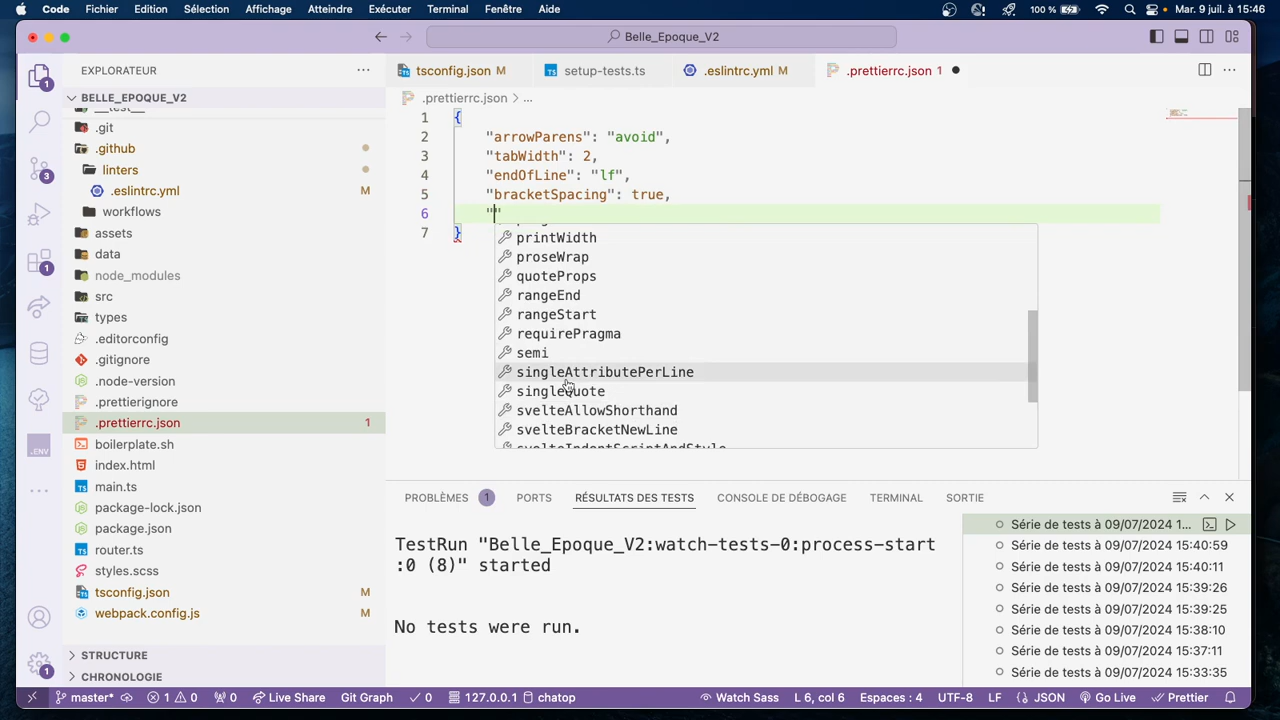 Code Fichier Edition Sélection Affichage Atteindre Exécuter Terminal Fenêtre Aide 100 % Mar. 9 juil. à 15:46
Belle_Epoque_V2
EXPLORATEUR
tsconfig.json M
setup-tests.ts
.eslintrc.yml M
.prettierrc.json 1
BELLE_EPOQUE_V2
.prettierrc.json > ...
__test__
.git
.github
linters
.eslintrc.yml M
workflows
assets
data
node_modules
src
types
.editorconfig
.gitignore
.node-version
.prettierignore
.prettierrc.json 1
boilerplate.sh
index.html
main.ts
package-lock.json
package.json
router.ts
styles.scss
tsconfig.json M
webpack.config.js M
STRUCTURE
CHRONOLOGIE
1 {
2 "arrowParens": "avoid",
3 "tabWidth": 2,
4 "endOfLine": "lf",
5 "bracketSpacing": true,
6 ""
7 }
printWidth
proseWrap
quoteProps
rangeEnd
rangeStart
requirePragma
semi
singleAttributePerLine
singleQuote
svelteAllowShorthand
svelteBracketNewLine
svelteIndentScriptAndStyle
PROBLÈMES 1 PORTS RÉSULTATS DES TESTS CONSOLE DE DÉBOGAGE TERMINAL SORTIE
TestRun "Belle_Epoque_V2:watch-tests-0:process-start
:0 (8)" started
No tests were run.
Série de tests à 09/07/2024 1...
Série de tests à 09/07/2024 15:40:59
Série de tests à 09/07/2024 15:40:11
Série de tests à 09/07/2024 15:39:26
Série de tests à 09/07/2024 15:39:25
Série de tests à 09/07/2024 15:38:10
Série de tests à 09/07/2024 15:37:11
Série de tests à 09/07/2024 15:33:35
1
3
1
.ENV
1
master* 1 0 0 Live Share Git Graph 0 127.0.0.1 chatop Watch Sass L 6, col 6 Espaces : 4 UTF-8 LF {} JSON Go Live Prettier